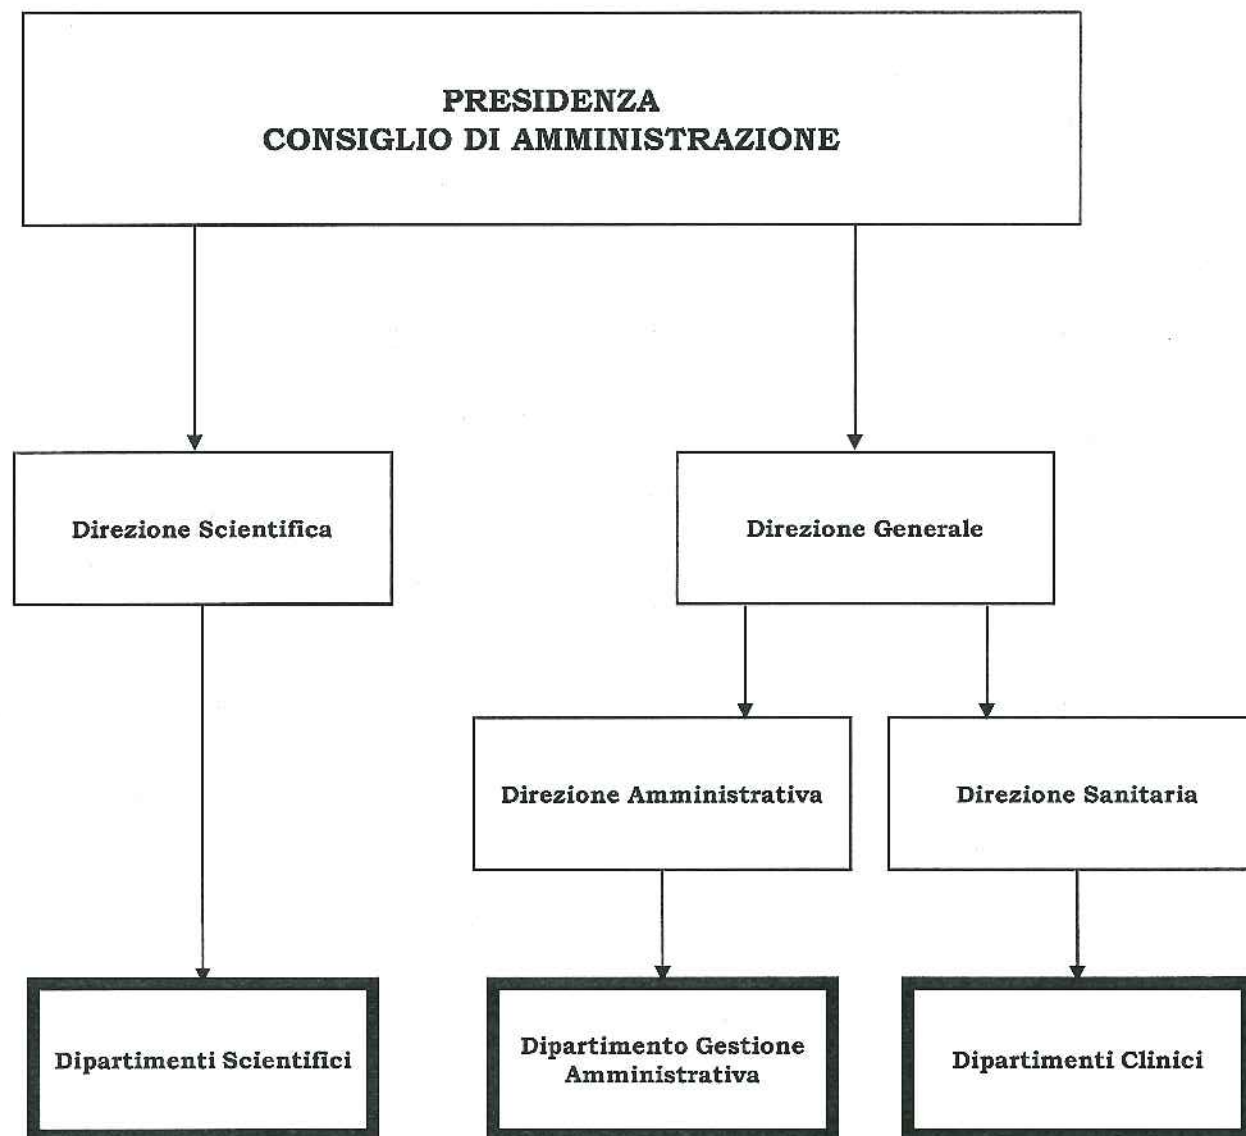 PRESIDENZA
CONSIGLIO DI AMMINISTRAZIONE
Direzione Scientifica
Direzione Generale
Direzione Amministrativa
Direzione Sanitaria
Dipartimenti Scientifici
Dipartimento Gestione
Amministrativa
Dipartimenti Clinici